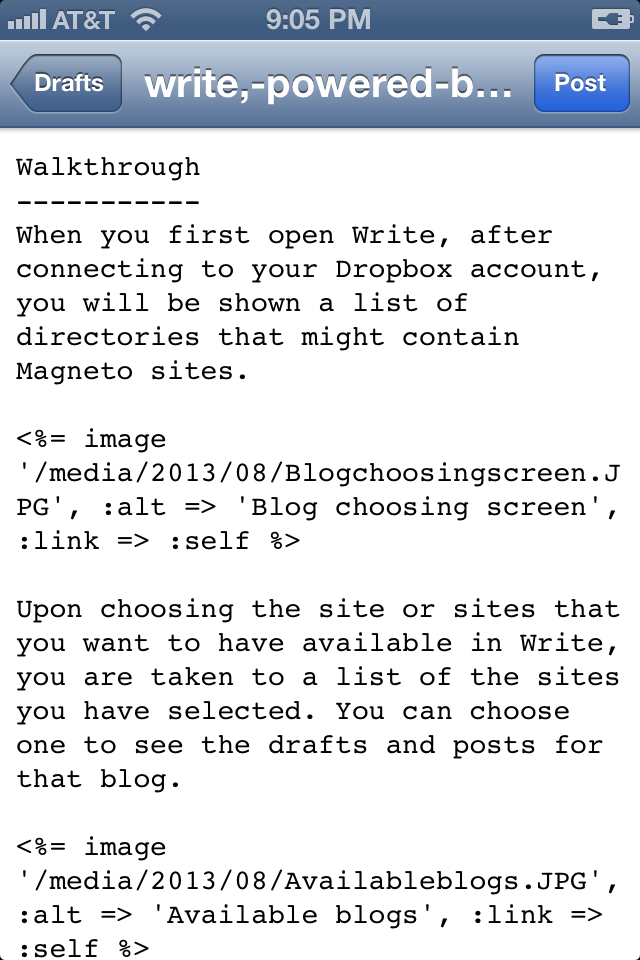 AT&T 9:05 PM
Drafts write,-powered-b... Post
Walkthrough
-----------
When you first open Write, after
connecting to your Dropbox account,
you will be shown a list of
directories that might contain
Magneto sites.
<%= image
'/media/2013/08/Blogchoosingscreen.J
PG', :alt => 'Blog choosing screen',
:link => :self %>
Upon choosing the site or sites that
you want to have available in Write,
you are taken to a list of the sites
you have selected. You can choose
one to see the drafts and posts for
that blog.
<%= image
'/media/2013/08/Availableblogs.JPG',
:alt => 'Available blogs', :link =>
:self %>